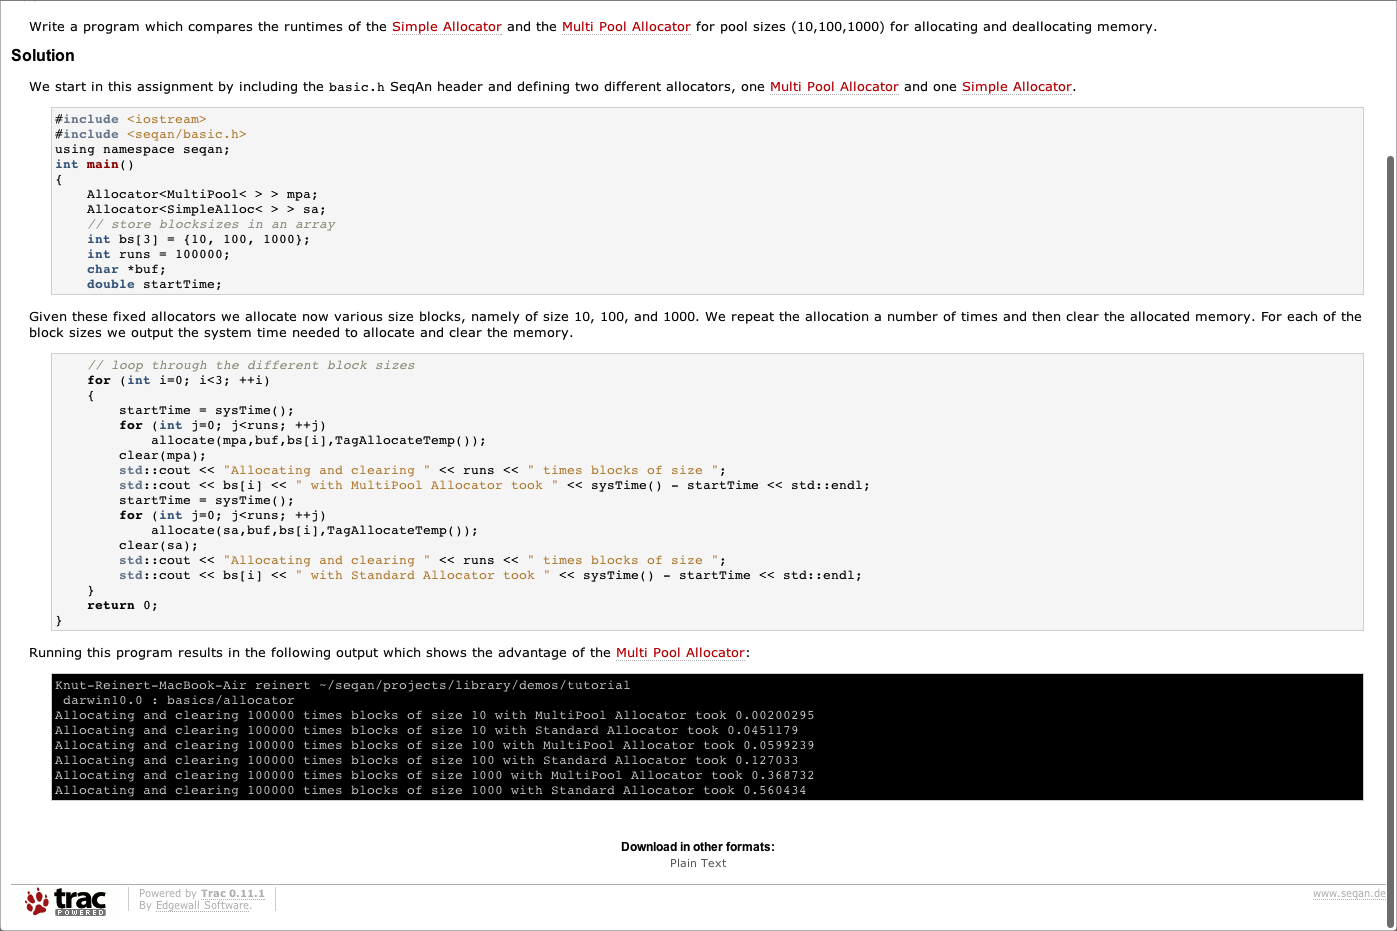 Write a program which compares the runtimes of the Simple Allocator and the Multi Pool Allocator for pool sizes (10,100,1000) for allocating and deallocating memory.
Solution
We start in this assignment by including the basic.h SeqAn header and defining two different allocators, one Multi Pool Allocator and one Simple Allocator.
#include <iostream>
#include <seqan/basic.h>
using namespace seqan;
int main()
{
    Allocator<MultiPool< > > mpa;
    Allocator<SimpleAlloc< > > sa;
    // store blocksizes in an array
    int bs[3] = {10, 100, 1000};
    int runs = 100000;
    char *buf;
    double startTime;
Given these fixed allocators we allocate now various size blocks, namely of size 10, 100, and 1000. We repeat the allocation a number of times and then clear the allocated memory. For each of the
block sizes we output the system time needed to allocate and clear the memory.
    // loop through the different block sizes
    for (int i=0; i<3; ++i)
    {
        startTime = sysTime();
        for (int j=0; j<runs; ++j)
            allocate(mpa,buf,bs[i],TagAllocateTemp());
        clear(mpa);
        std::cout << "Allocating and clearing " << runs << " times blocks of size ";
        std::cout << bs[i] << " with MultiPool Allocator took " << sysTime() - startTime << std::endl;
        startTime = sysTime();
        for (int j=0; j<runs; ++j)
            allocate(sa,buf,bs[i],TagAllocateTemp());
        clear(sa);
        std::cout << "Allocating and clearing " << runs << " times blocks of size ";
        std::cout << bs[i] << " with Standard Allocator took " << sysTime() - startTime << std::endl;
    }
    return 0;
}
Running this program results in the following output which shows the advantage of the Multi Pool Allocator:
Knut-Reinert-MacBook-Air reinert ~/seqan/projects/library/demos/tutorial
 darwin10.0 : basics/allocator
Allocating and clearing 100000 times blocks of size 10 with MultiPool Allocator took 0.00200295
Allocating and clearing 100000 times blocks of size 10 with Standard Allocator took 0.0451179
Allocating and clearing 100000 times blocks of size 100 with MultiPool Allocator took 0.0599239
Allocating and clearing 100000 times blocks of size 100 with Standard Allocator took 0.127033
Allocating and clearing 100000 times blocks of size 1000 with MultiPool Allocator took 0.368732
Allocating and clearing 100000 times blocks of size 1000 with Standard Allocator took 0.560434
Download in other formats:
Plain Text
trac
POWERED
Powered by Trac 0.11.1
By Edgewall Software.
www.seqan.de